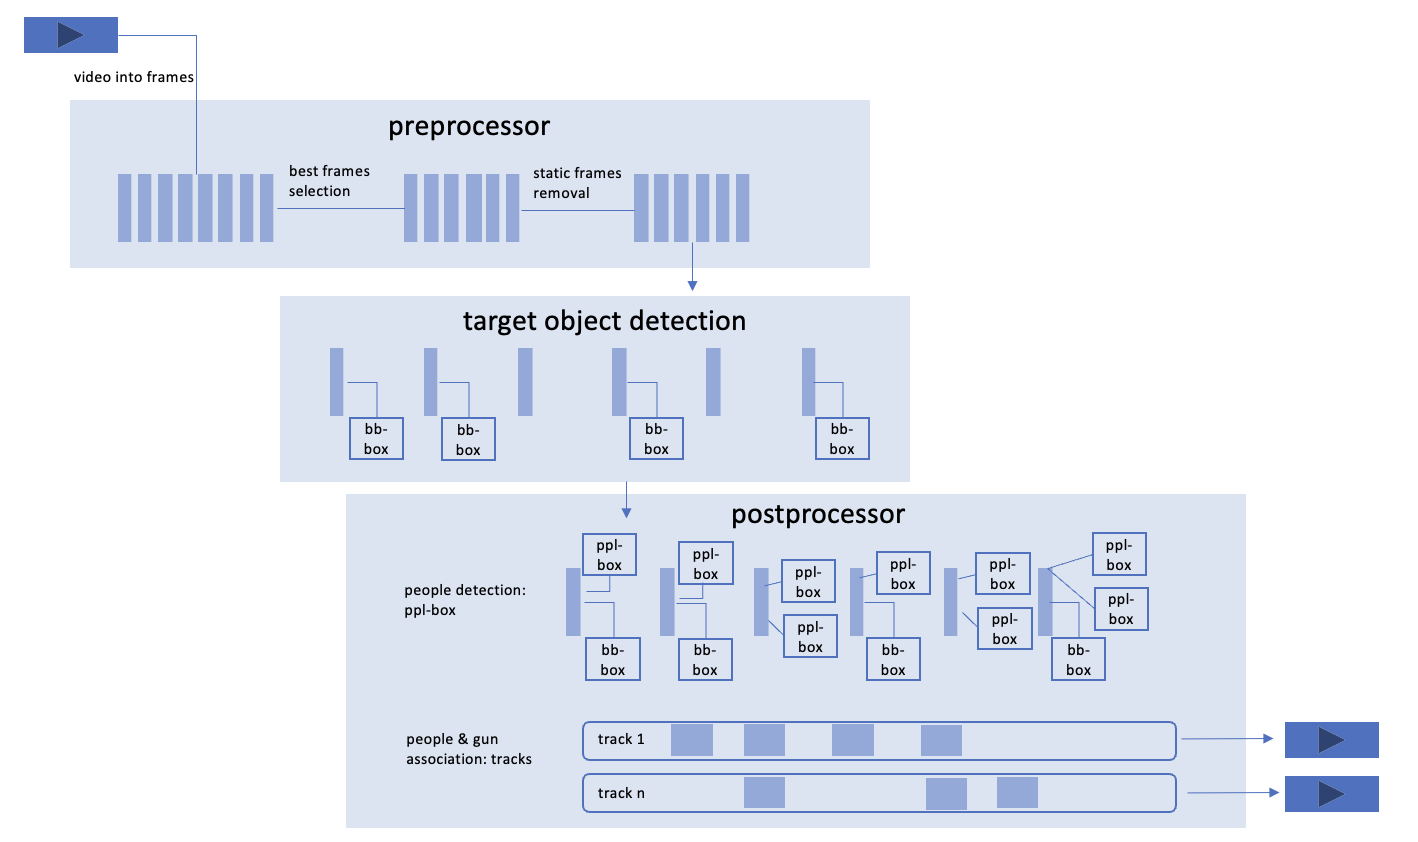 video into frames
preprocessor
best frames
selection
static frames
removal
target object detection
bb-
box
bb-
box
bb-
box
bb-
box
postprocessor
people detection:
ppl-box
ppl-
box
ppl-
box
ppl-
box
ppl-
box
ppl-
box
ppl-
box
ppl-
box
ppl-
box
ppl-
box
bb-
box
bb-
box
bb-
box
bb-
box
people & gun
association: tracks
track 1
track n